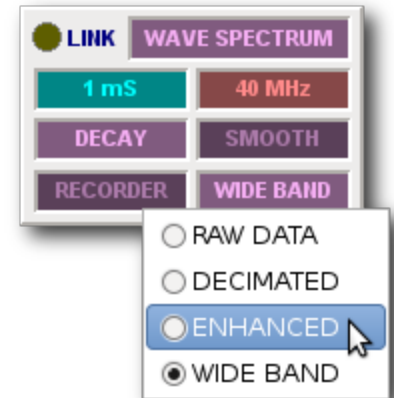 LINK WAVE SPECTRUM
1 mS 40 MHz
DECAY SMOOTH
RECORDER WIDE BAND
RAW DATA
DECIMATED
ENHANCED
WIDE BAND